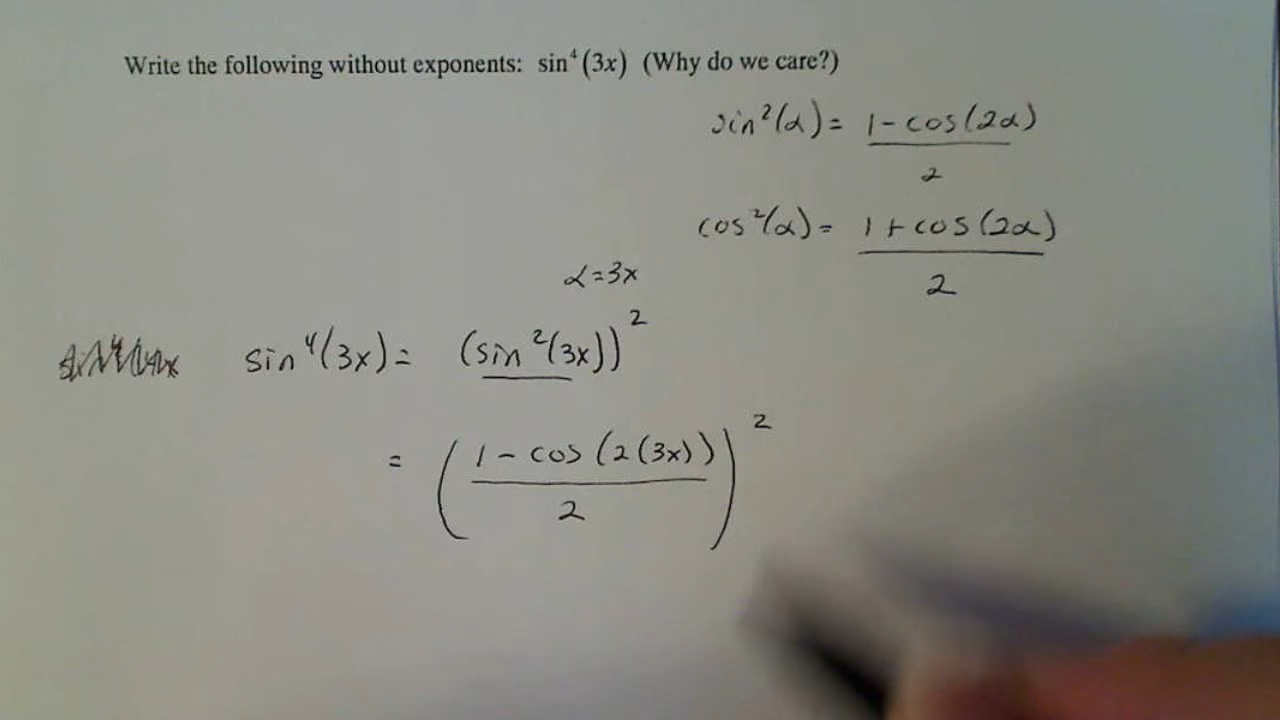 Write the following without exponents: sin⁴(3x) (Why do we care?)
sin²(α) = 1 - cos(2α) / 2
cos²(α) = 1 + cos(2α) / 2
α = 3x
sin⁴(3x) = (sin²(3x))²
= (1 - cos(2(3x)) / 2)²